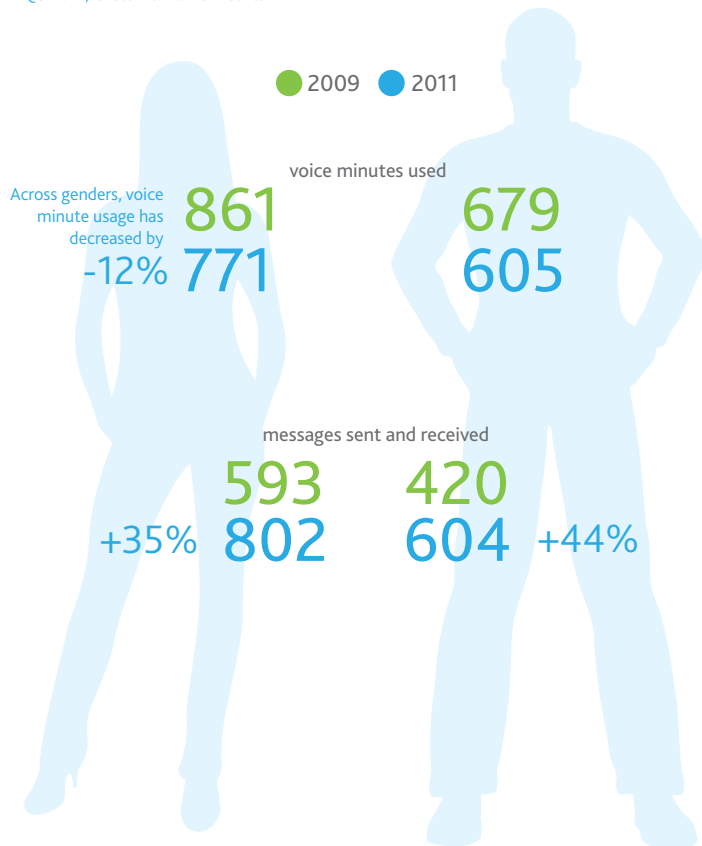 2009 2011
voice minutes used
Across genders, voice
minute usage has
decreased by
-12%
861 679
771 605
messages sent and received
593 420
+35% 802 604 +44%